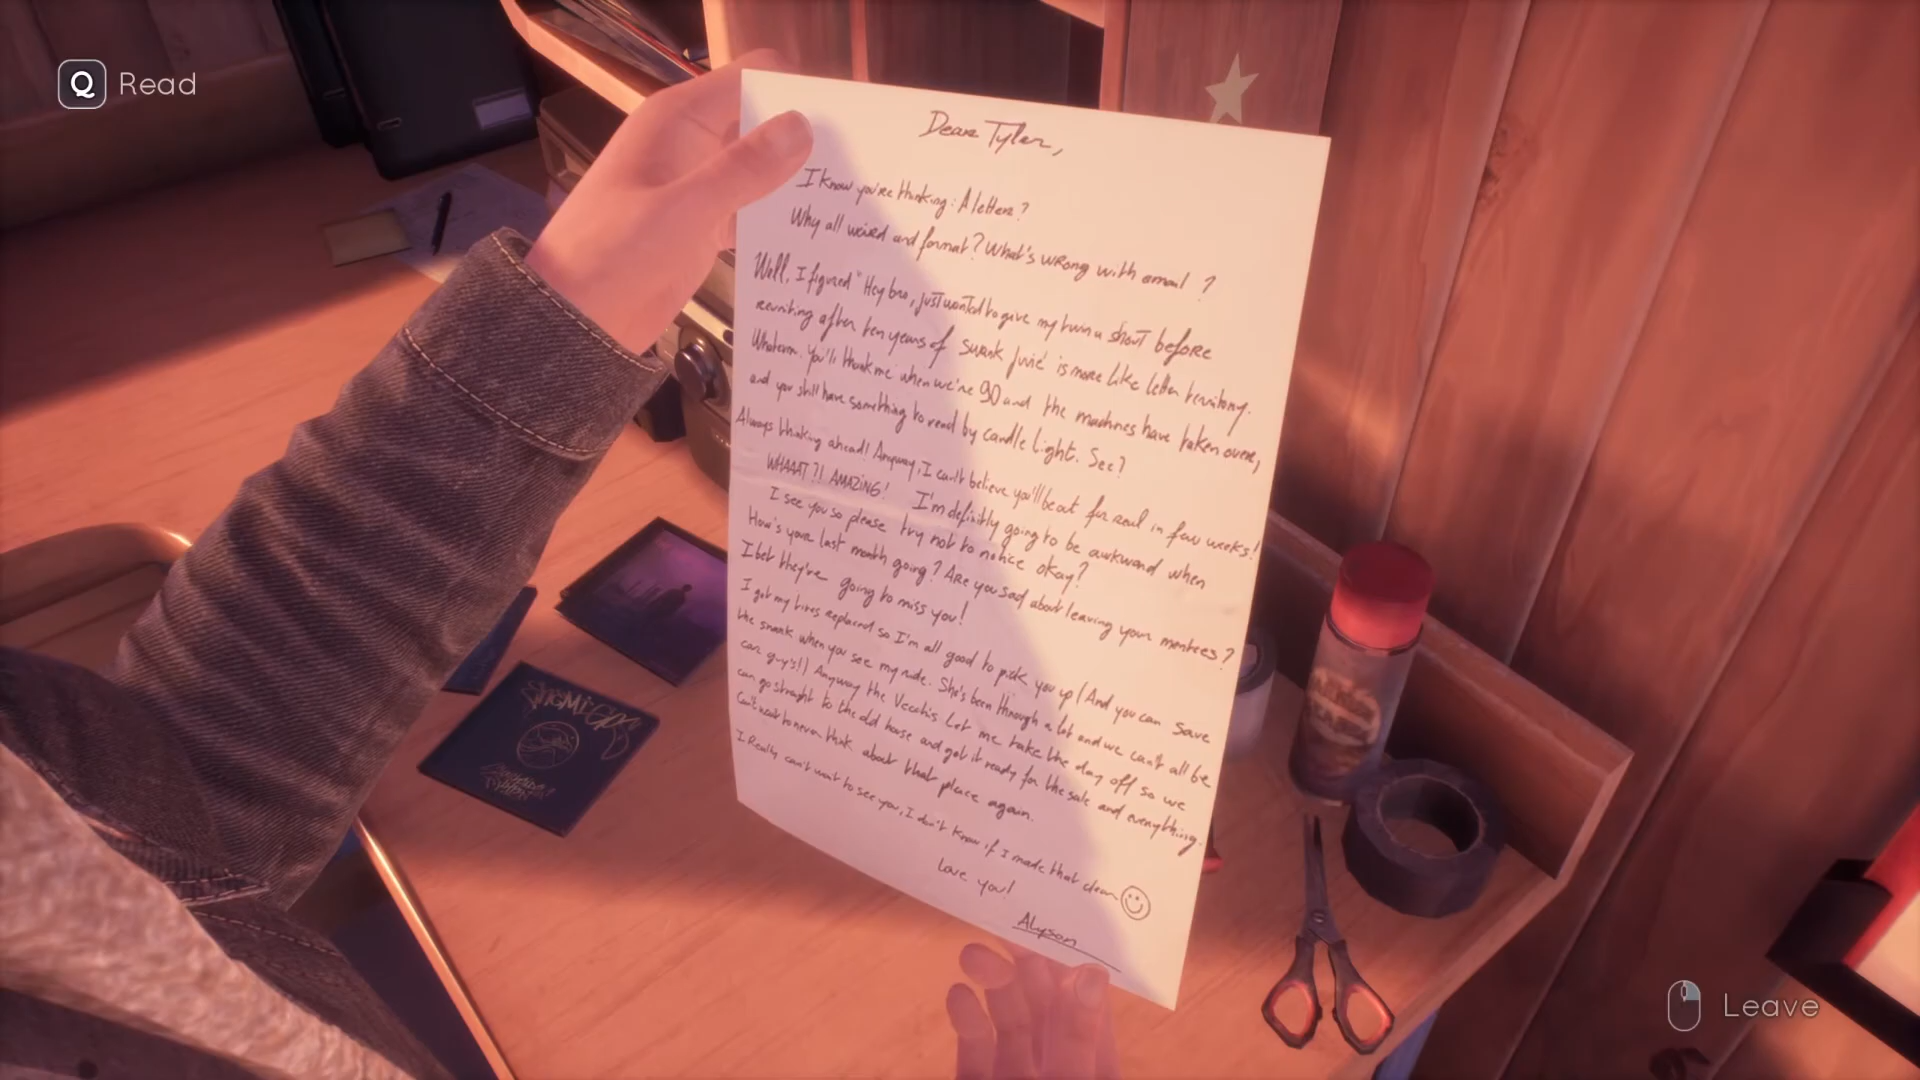 Q Read
Dear Tyler,
I know you're thinking: A letter?
Why all weird and format? What's wrong with email ?
Well, I figured "Hey bro, just wanted to give my twin a shout before
reuniting after ten years of swank juvie' is more like letter territory.
Whatever. You'll thank me when we're 90 and the machines have taken over,
and you still have something to read by candle light. See?
Always thinking ahead! Anyway, I can't believe you'll be out for real in few weeks!
WHAAAT?! AMAZING! I'm definitly going to be awkward when
I see you so please try not to notice okay?
How's your last month going? Are you sad about leaving your mentees?
I bet they're going to miss you!
I got my tires replaced so I'm all good to pick you up! (And you can save
the snark when you see my ride. She's been through a lot and we can't all be
car guys!) Anyway the Vecchis let me take the day off so we
can go straight to the old house and get it ready for the sale and everything.
Can't wait to never think about that place again.
I Really can't wait to see you, I don't know if I made that clear
Love you!
Alyson
Leave